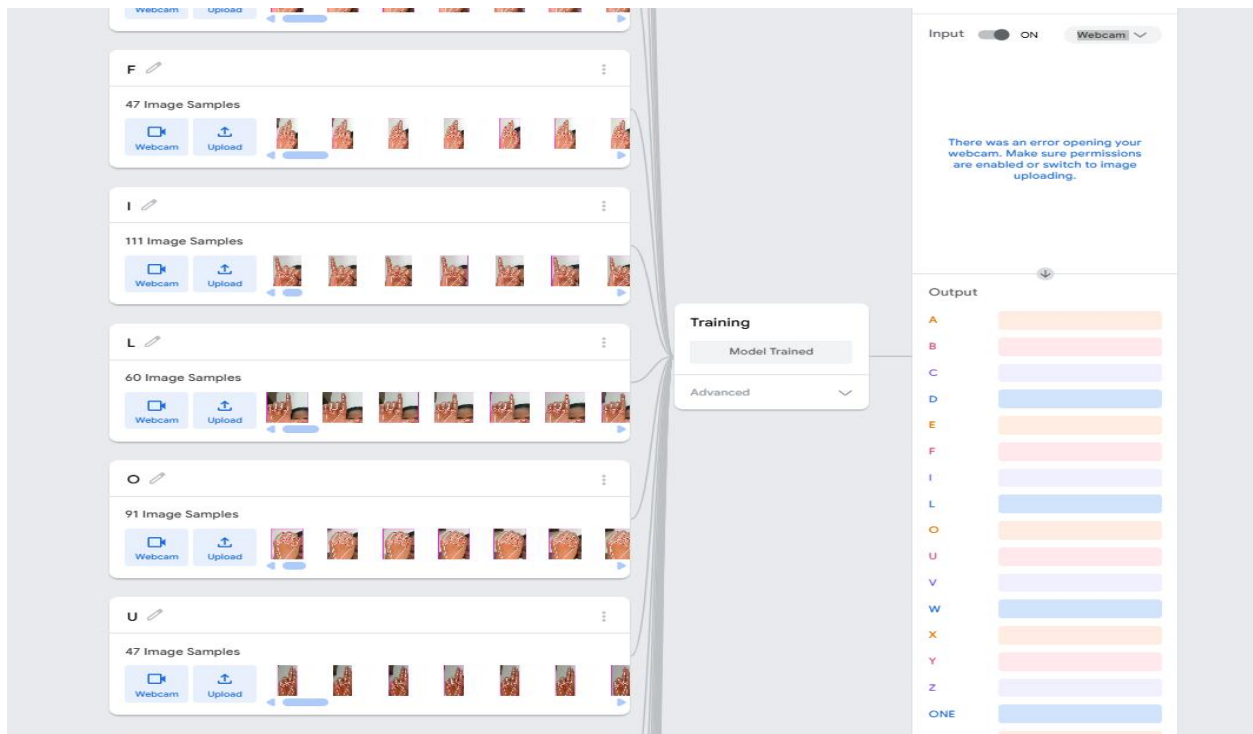 Webcam Upload
F
47 Image Samples
Webcam Upload
I
111 Image Samples
Webcam Upload
L
60 Image Samples
Webcam Upload
O
91 Image Samples
Webcam Upload
U
47 Image Samples
Webcam Upload
Training
Model Trained
Advanced
Input ON Webcam
There was an error opening your
webcam. Make sure permissions
are enabled or switch to image
uploading.
Output
A
B
C
D
E
F
I
L
O
U
V
W
X
Y
Z
ONE